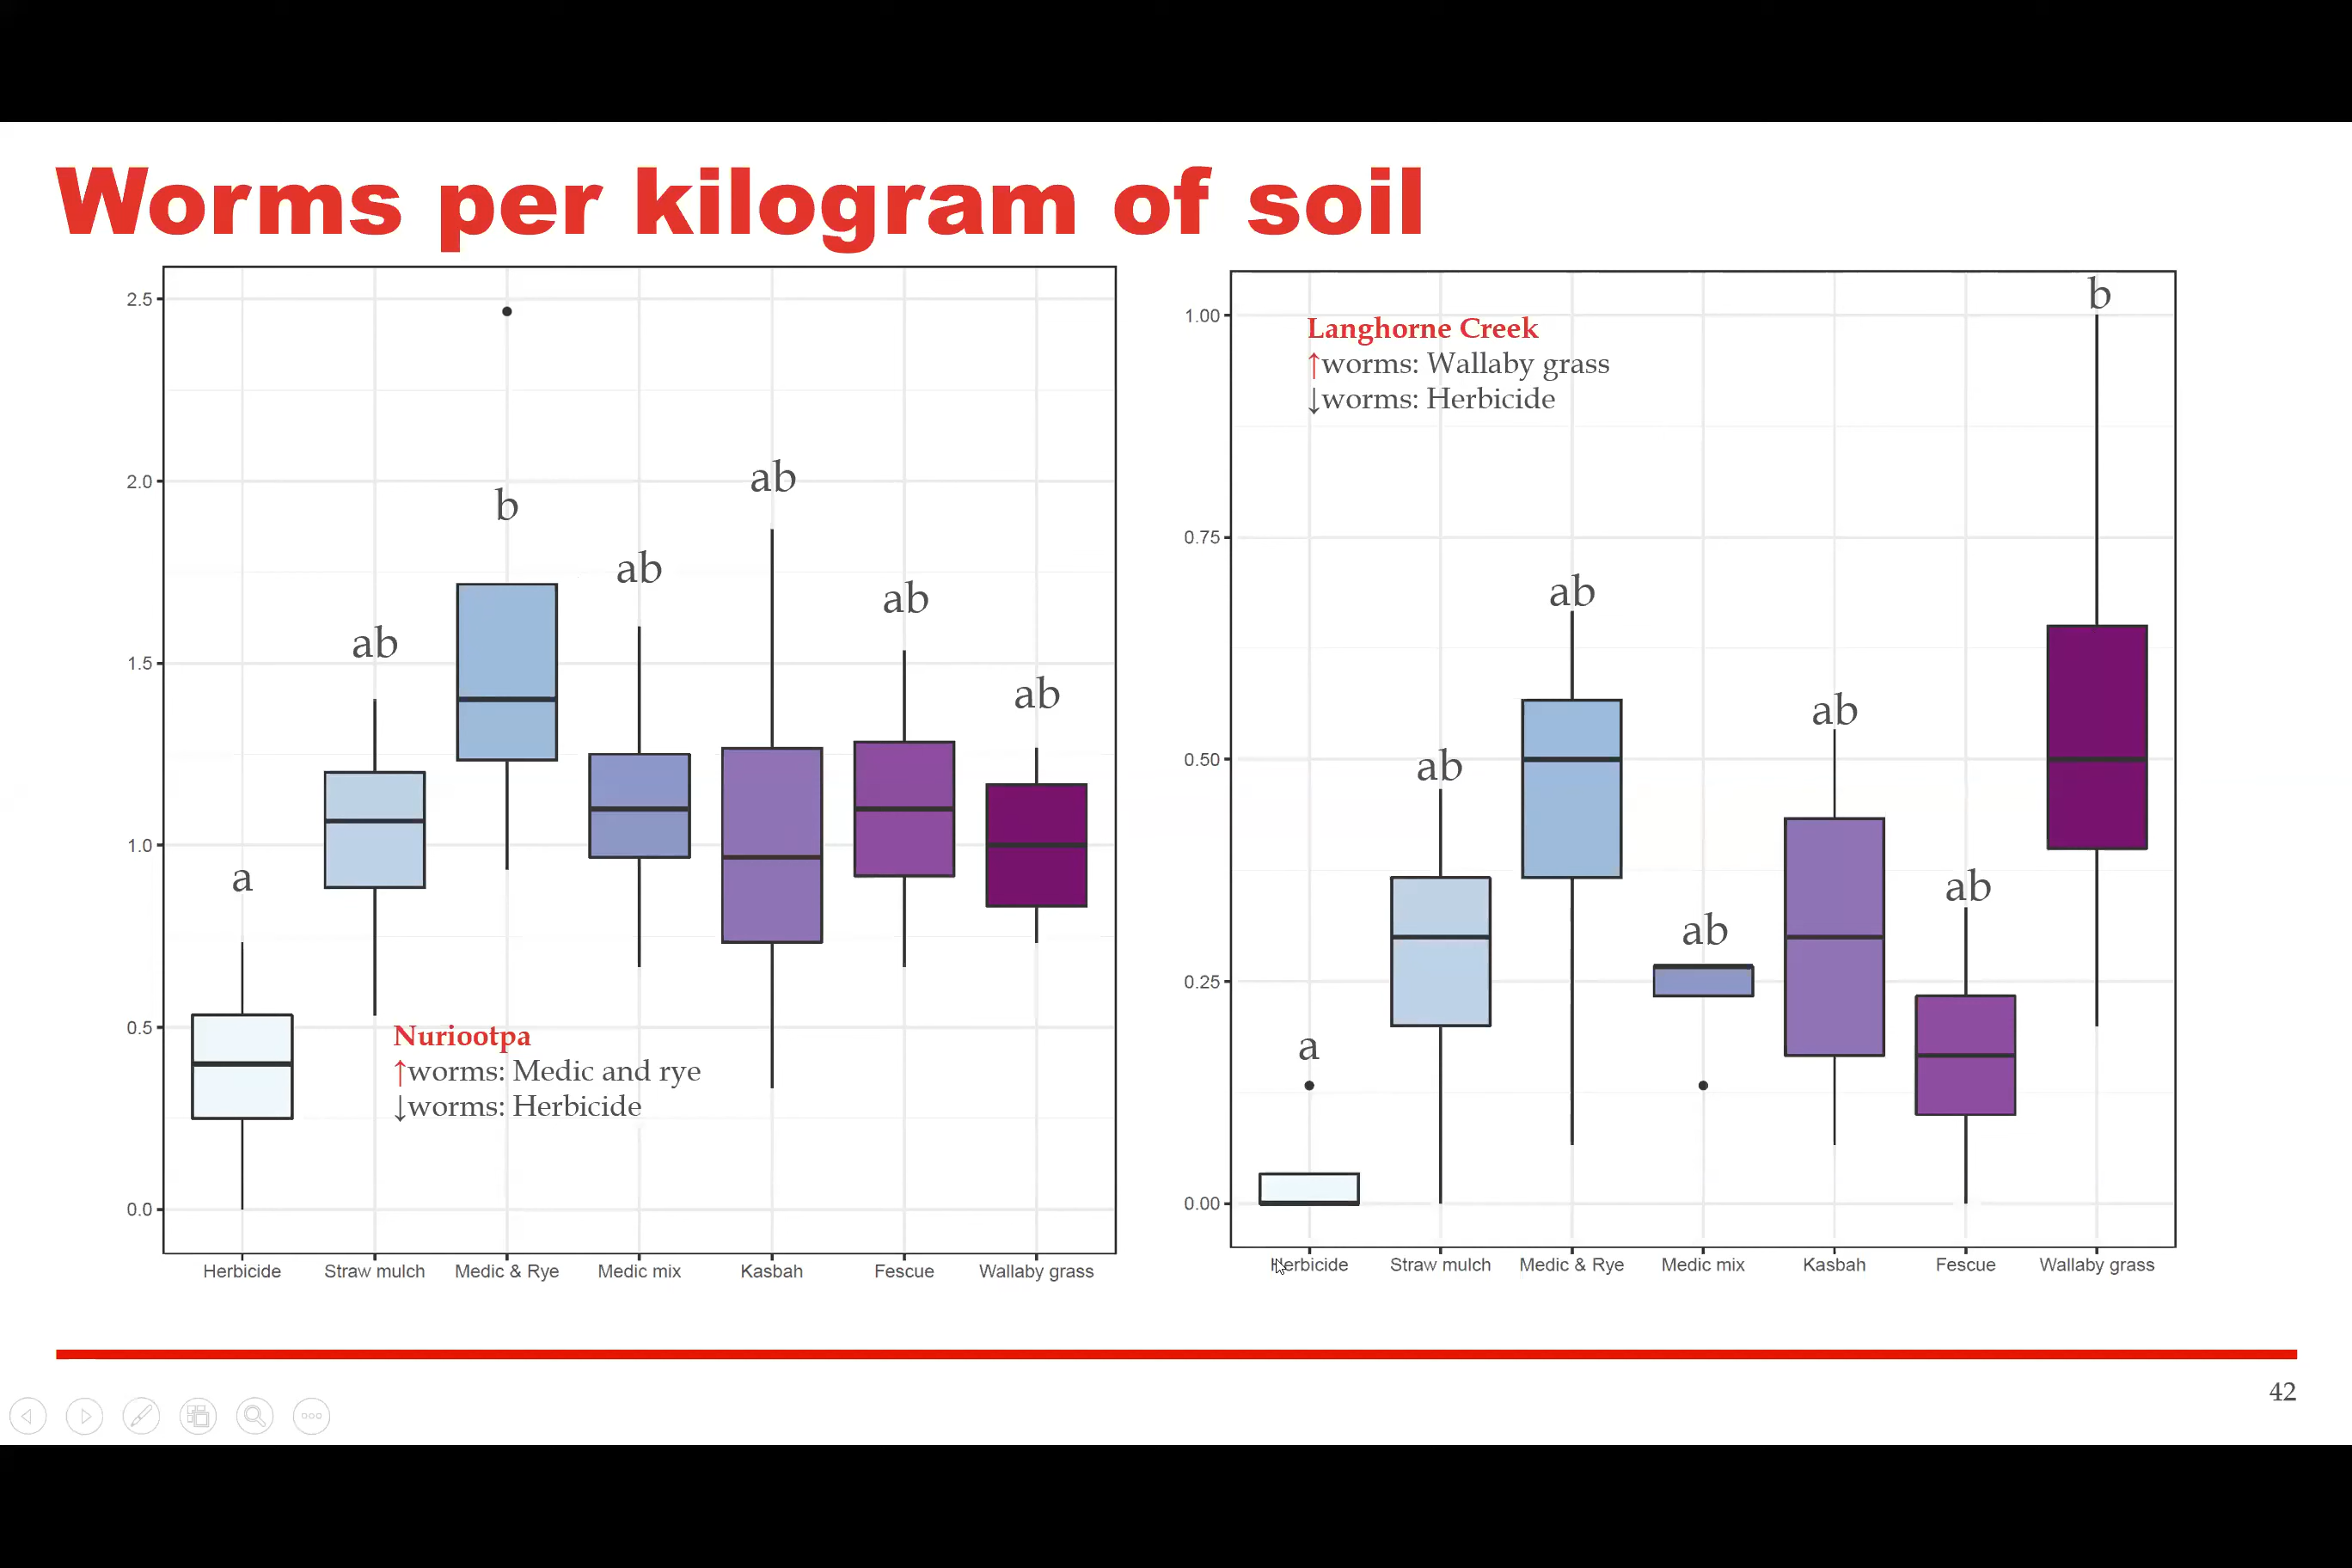 Worms per kilogram of soil
2.5
2.0
1.5
1.0
0.5
0.0
a
ab
b
ab
ab
ab
ab
Nuriootpa
↑worms: Medic and rye
↓worms: Herbicide
Herbicide Straw mulch Medic & Rye Medic mix Kasbah Fescue Wallaby grass
1.00
0.75
0.50
0.25
0.00
Langhorne Creek
↑worms: Wallaby grass
↓worms: Herbicide
a
ab
ab
ab
ab
ab
b
Herbicide Straw mulch Medic & Rye Medic mix Kasbah Fescue Wallaby grass
42